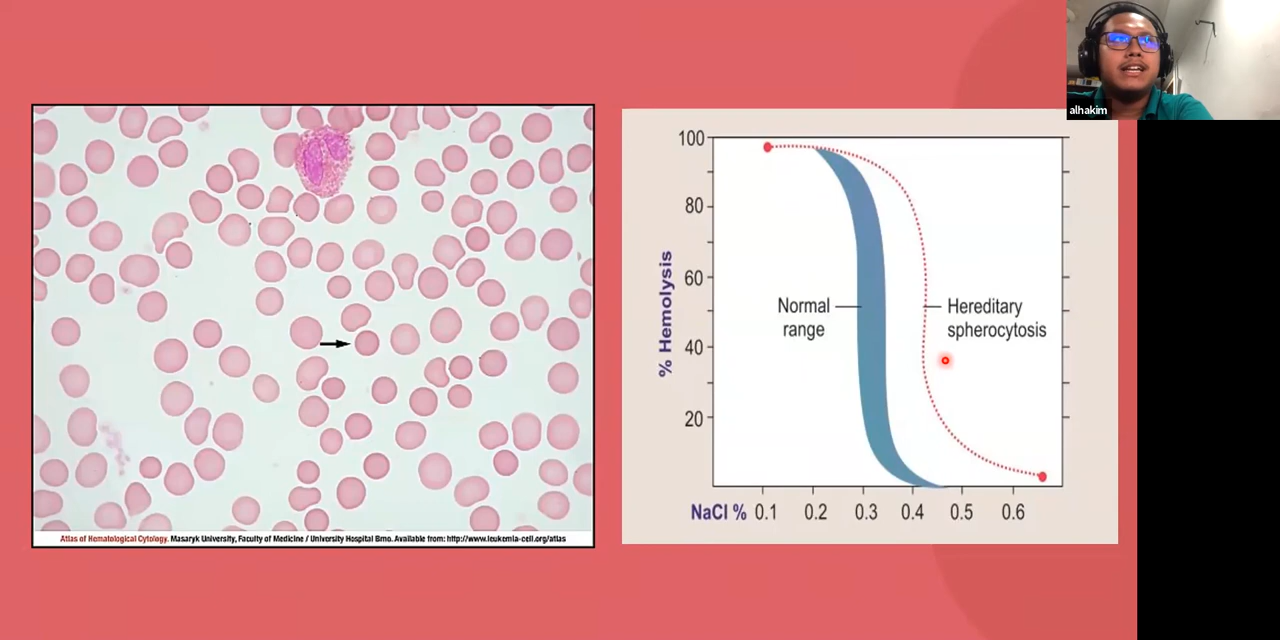 alhakim
Atlas of Hematological Cytology. Masaryk University, Faculty of Medicine / University Hospital Brno. Available from: http://www.leukemia-cell.org/atlas
100
80
60
40
20
% Hemolysis
Normal
range
Hereditary
spherocytosis
NaCl % 0.1 0.2 0.3 0.4 0.5 0.6